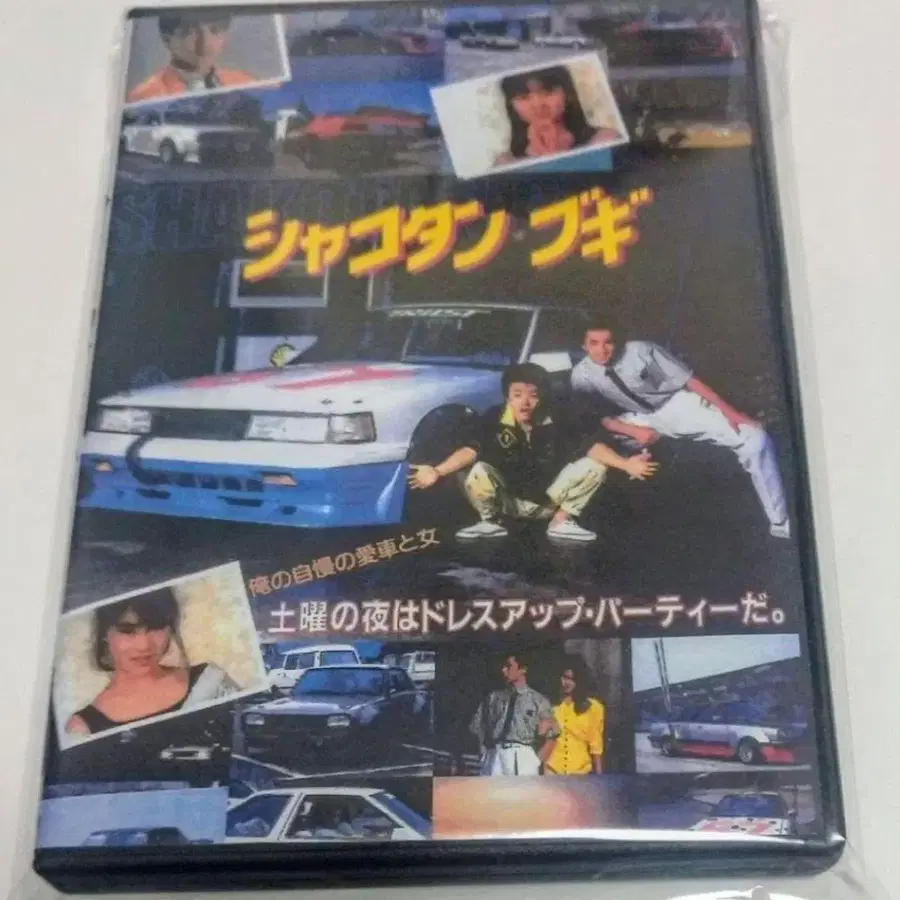 シャコタン・ブギ
俺の自慢の愛車と女
土曜の夜はドレスアップ・パーティーだ。